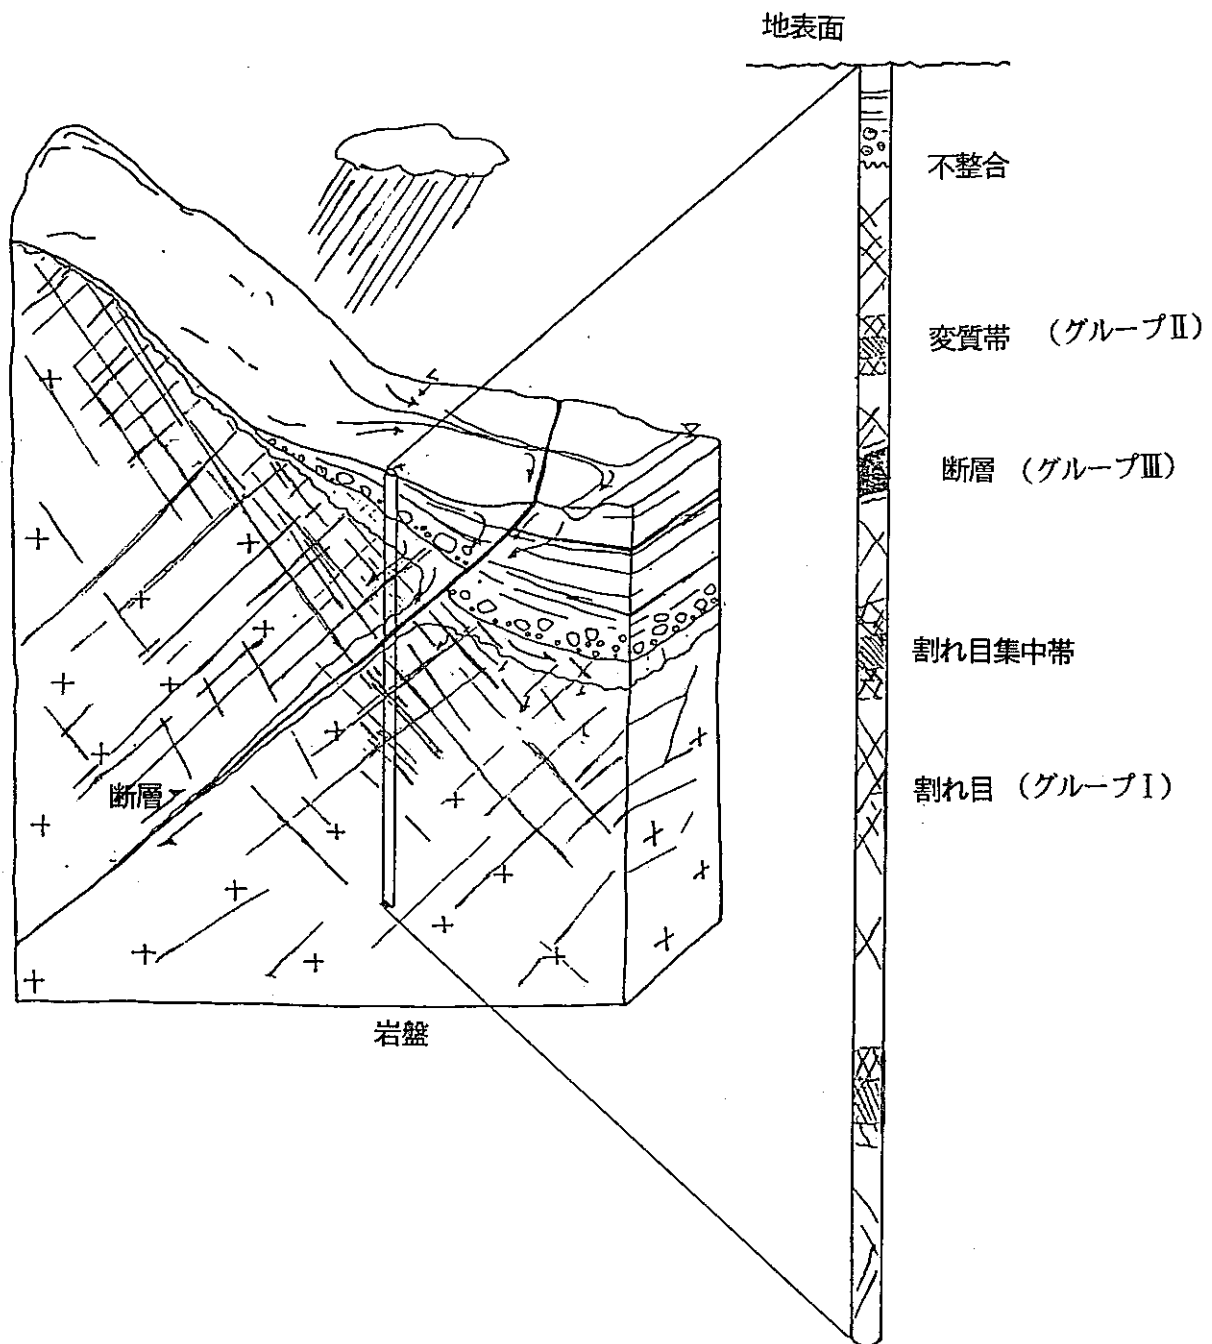 地表面
不整合
変質帯 (グループⅡ)
断層 (グループⅢ)
割れ目集中帯
割れ目 (グループⅠ)
断層
岩盤